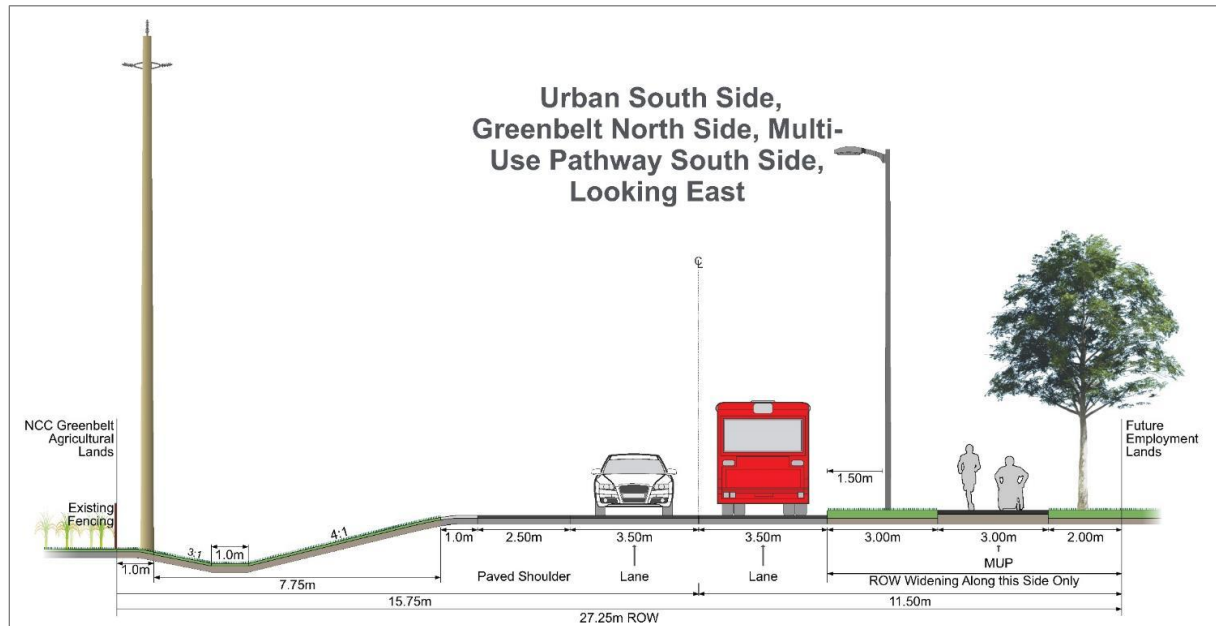 Urban South Side,
Greenbelt North Side, Multi-
Use Pathway South Side,
Looking East
℄
NCC Greenbelt
Agricultural
Lands
Future
Employment
Lands
Existing
Fencing
1.50m
3:1
1.0m
4:1
1.0m
2.50m
3.50m
3.50m
3.00m
3.00m
2.00m
1.0m
7.75m
Paved Shoulder
Lane
Lane
MUP
ROW Widening Along this Side Only
15.75m
11.50m
27.25m ROW